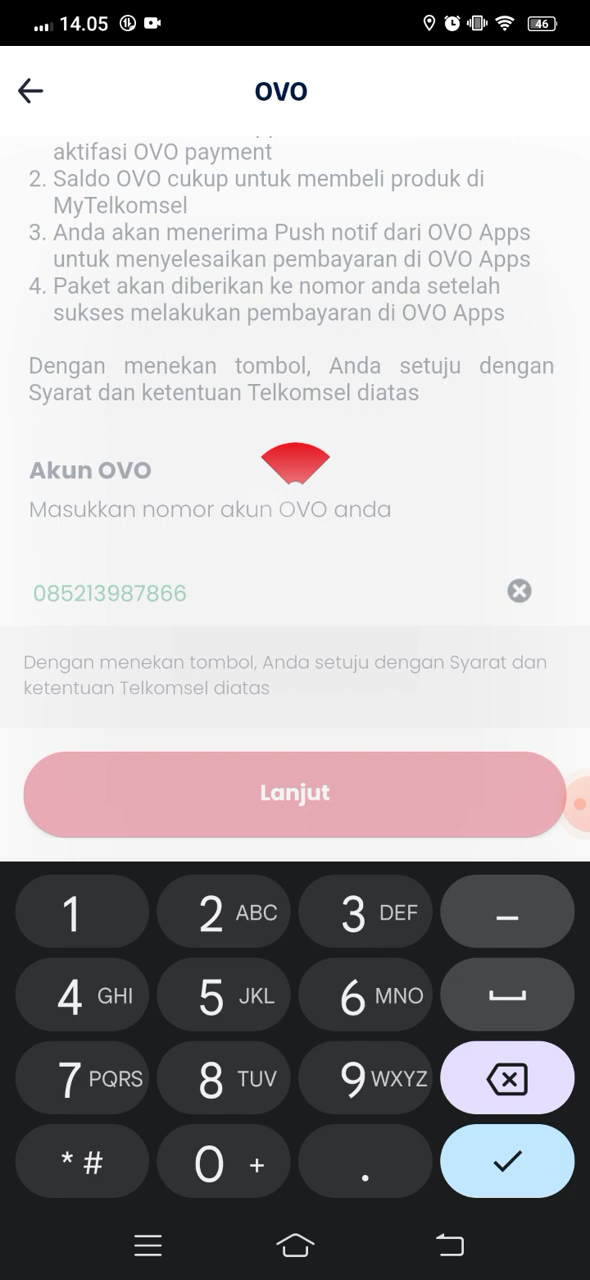 14.05
46
OVO
aktifasi OVO payment
2. Saldo OVO cukup untuk membeli produk di
MyTelkomsel
3. Anda akan menerima Push notif dari OVO Apps
untuk menyelesaikan pembayaran di OVO Apps
4. Paket akan diberikan ke nomor anda setelah
sukses melakukan pembayaran di OVO Apps
Dengan menekan tombol, Anda setuju dengan
Syarat dan ketentuan Telkomsel diatas
Akun OVO
Masukkan nomor akun OVO anda
085213987866
Dengan menekan tombol, Anda setuju dengan Syarat dan
ketentuan Telkomsel diatas
Lanjut
1 2 ABC 3 DEF –
4 GHI 5 JKL 6 MNO
7 PQRS 8 TUV 9 WXYZ
* # 0 + .